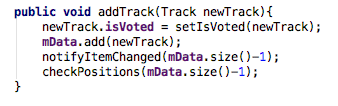 public void addTrack(Track newTrack){
    newTrack.isVoted = setIsVoted(newTrack);
    mData.add(newTrack);
    notifyItemChanged(mData.size()-1);
    checkPositions(mData.size()-1);
}